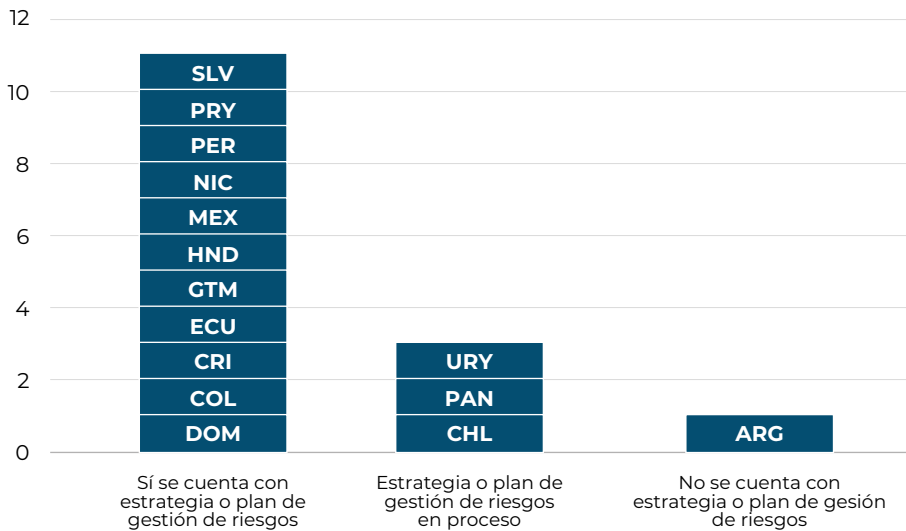 12
10
8
6
4
2
0
SLV
PRY
PER
NIC
MEX
HND
GTM
ECU
CRI
COL
DOM
URY
PAN
CHL
ARG
Sí se cuenta con
estrategia o plan de
gestión de riesgos
Estrategia o plan de
gestión de riesgos
en proceso
No se cuenta con
estrategia o plan de gesión
de riesgos